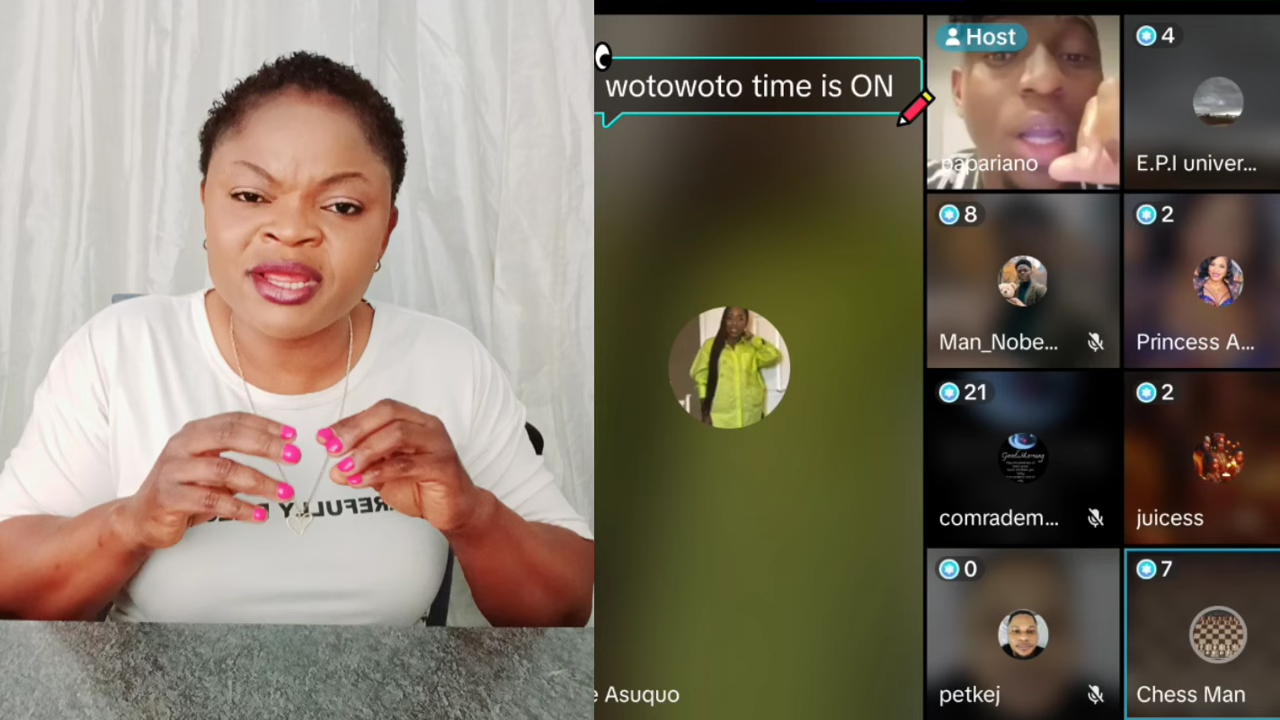 REFULLY
wotowoto time is ON
e Asuquo
Host
papariano
4
E.P.I univer...
8
Man_Nobe...
2
Princess A...
21
comradem...
2
juicess
0
petkej
7
Chess Man